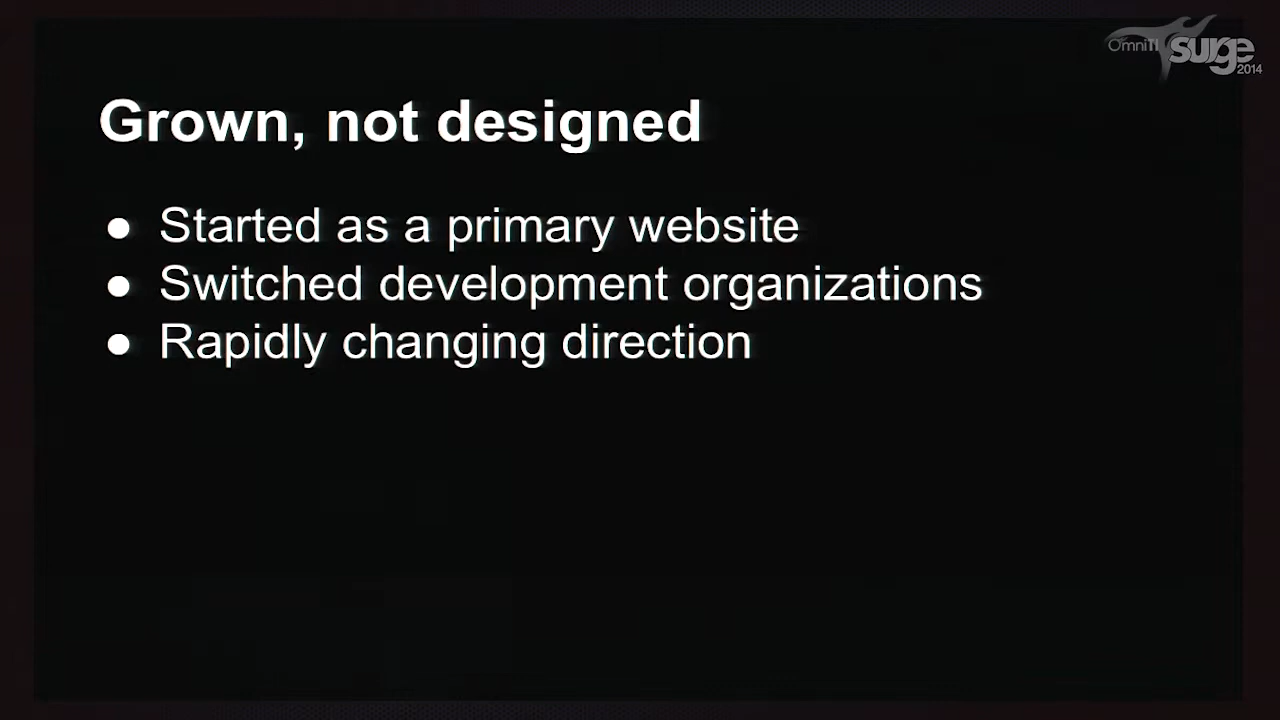 OmniTI surge 2014
Grown, not designed
● Started as a primary website
● Switched development organizations
● Rapidly changing direction